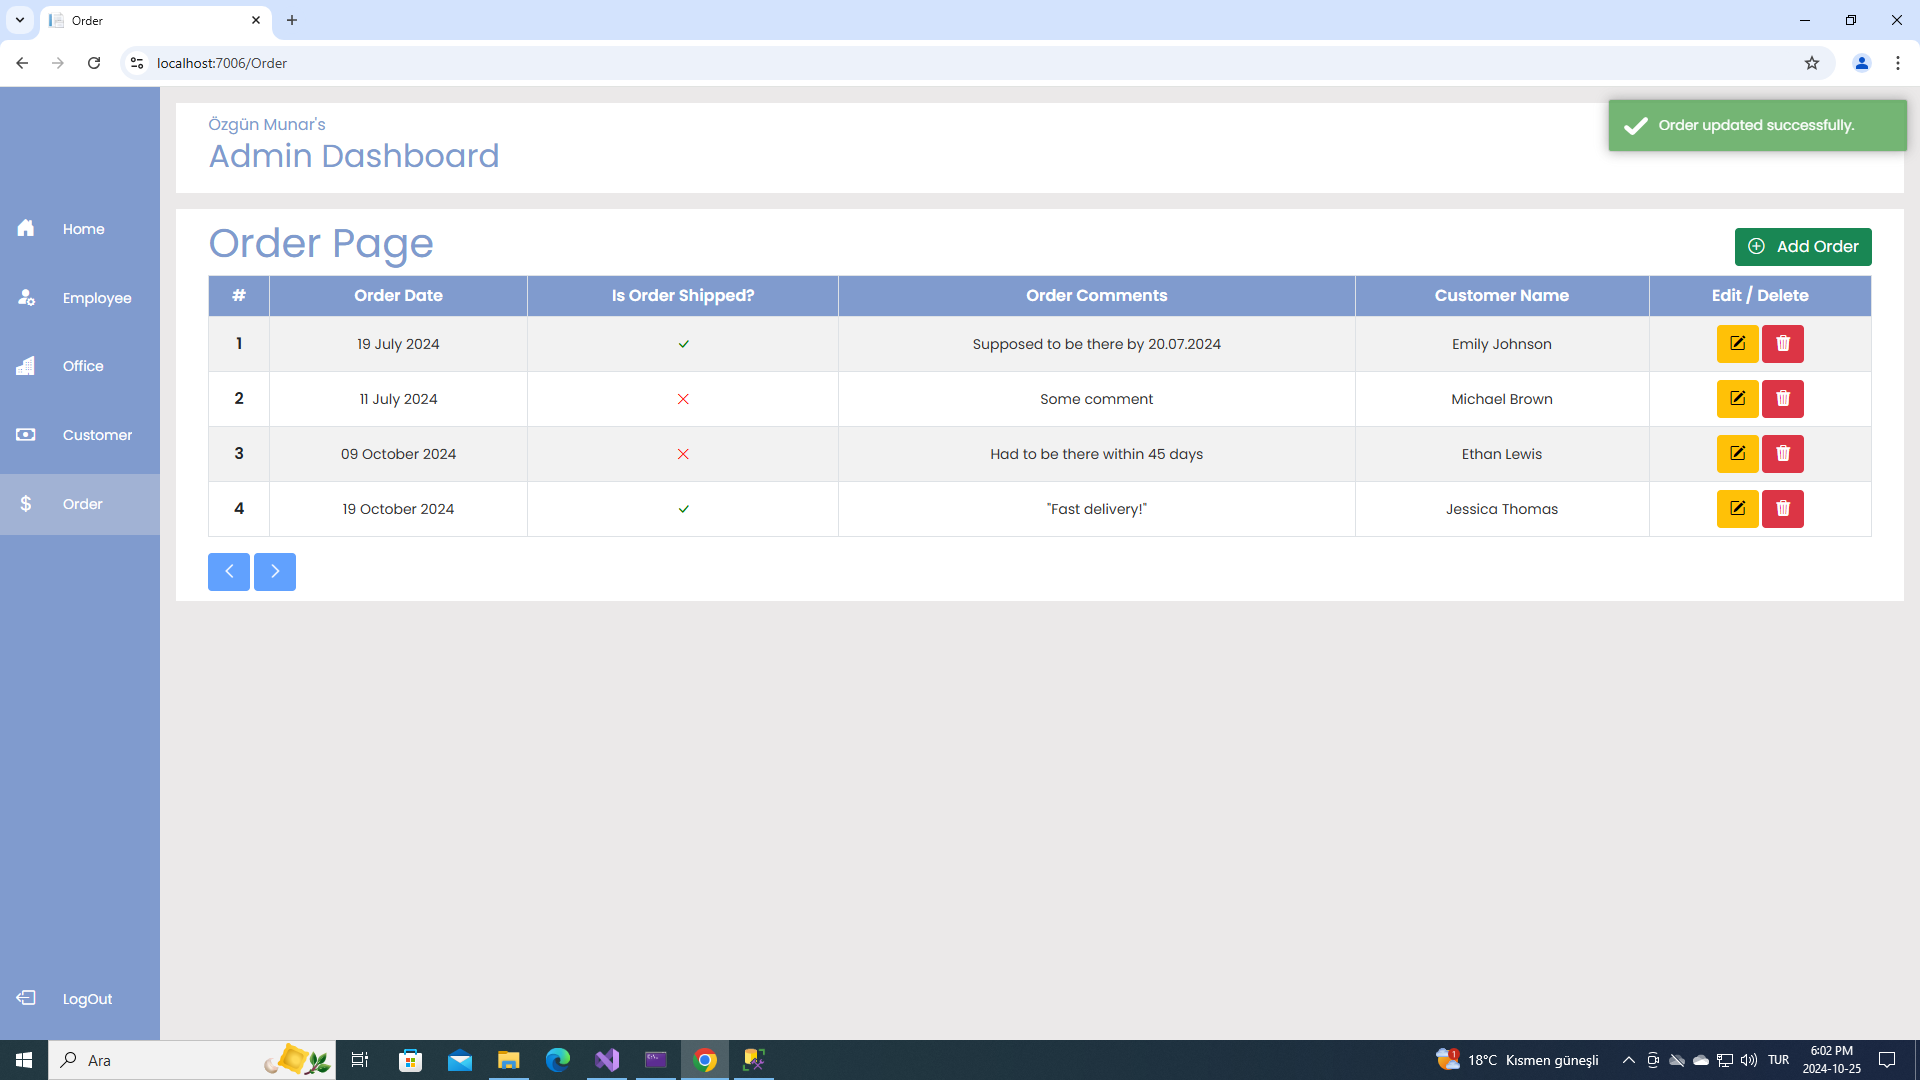 Order
localhost:7006/Order
Özgün Munar's
Admin Dashboard
Order updated successfully.
Home
Employee
Office
Customer
Order
LogOut
Order Page
Add Order
# Order Date Is Order Shipped? Order Comments Customer Name Edit / Delete
1 19 July 2024 Supposed to be there by 20.07.2024 Emily Johnson
2 11 July 2024 Some comment Michael Brown
3 09 October 2024 Had to be there within 45 days Ethan Lewis
4 19 October 2024 "Fast delivery!" Jessica Thomas
Ara
1
18°C Kısmen güneşli
TUR
6:02 PM
2024-10-25